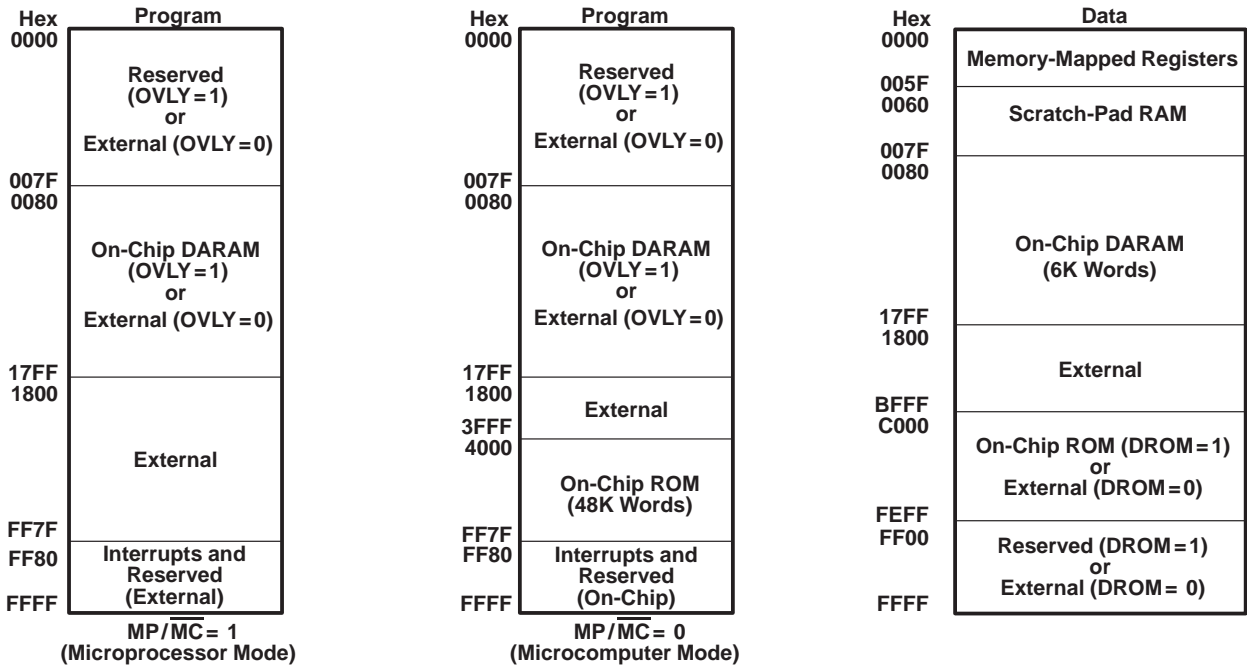 Hex
Program
0000
Reserved
(OVLY = 1)
or
External (OVLY = 0)
007F
0080
On-Chip DARAM
(OVLY = 1)
or
External (OVLY = 0)
17FF
1800
External
FF7F
FF80
Interrupts and
Reserved
(External)
FFFF
MP/MC = 1
(Microprocessor Mode)
Hex
Program
0000
Reserved
(OVLY = 1)
or
External (OVLY = 0)
007F
0080
On-Chip DARAM
(OVLY = 1)
or
External (OVLY = 0)
17FF
1800
External
3FFF
4000
On-Chip ROM
(48K Words)
FF7F
FF80
Interrupts and
Reserved
(On-Chip)
FFFF
MP/MC = 0
(Microcomputer Mode)
Hex
Data
0000
Memory-Mapped Registers
005F
0060
Scratch-Pad RAM
007F
0080
On-Chip DARAM
(6K Words)
17FF
1800
External
BFFF
C000
On-Chip ROM (DROM = 1)
or
External (DROM = 0)
FEFF
FF00
Reserved (DROM = 1)
or
External (DROM = 0)
FFFF